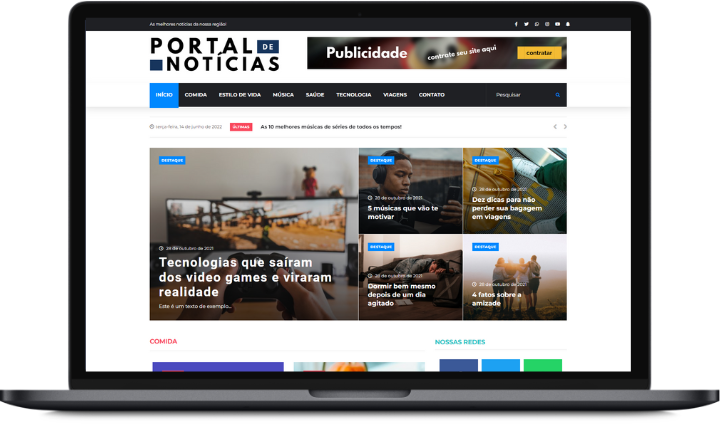 As melhores notícias da nossa região!
PORTAL DE
NOTÍCIAS
Publicidade contrate seu site aqui contratar
INÍCIO COMIDA ESTILO DE VIDA MÚSICA SAÚDE TECNOLOGIA VIAGENS CONTATO Pesquisar
terça-feira, 14 de junho de 2022 ÚLTIMAS As 10 melhores músicas de séries de todos os tempos!
DESTAQUE
28 de outubro de 2021
Tecnologias que saíram
dos video games e viraram
realidade
Este é um texto de exemplo...
DESTAQUE
28 de outubro de 2021
5 músicas que vão te
motivar
DESTAQUE
28 de outubro de 2021
Dez dicas para não
perder sua bagagem
em viagens
DESTAQUE
28 de outubro de 2021
Dormir bem mesmo
depois de um dia
agitado
DESTAQUE
28 de outubro de 2021
4 fatos sobre a
amizade
COMIDA
NOSSAS REDES